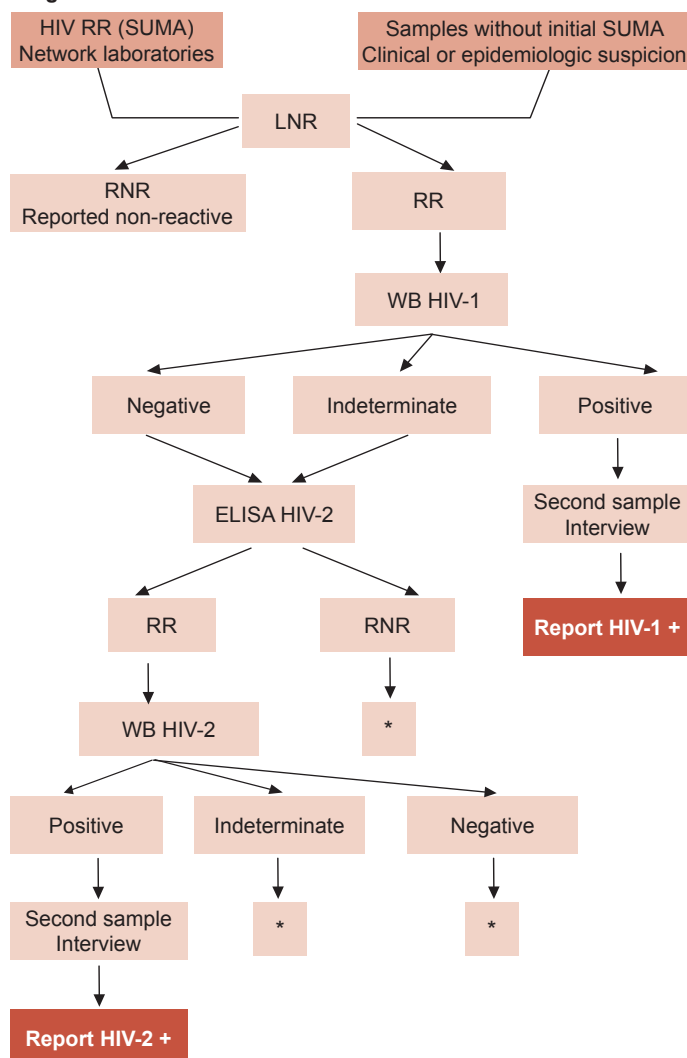 HIV RR (SUMA)
Network laboratories
Samples without initial SUMA
Clinical or epidemiologic suspicion
LNR
RNR
Reported non-reactive
RR
WB HIV-1
Negative
Indeterminate
Positive
ELISA HIV-2
Second sample
Interview
RR
RNR
Report HIV-1 +
WB HIV-2
*
Positive
Indeterminate
Negative
Second sample
Interview
*
*
Report HIV-2 +